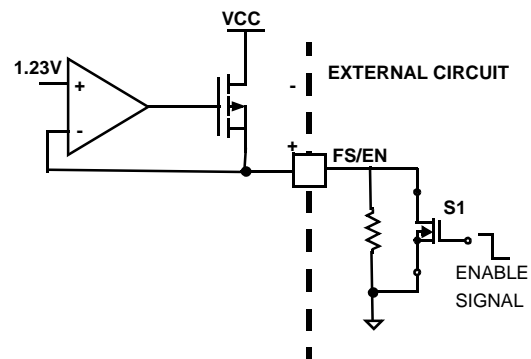 VCC
1.23V
+
-
-
EXTERNAL CIRCUIT
+
FS/EN
S1
ENABLE
SIGNAL